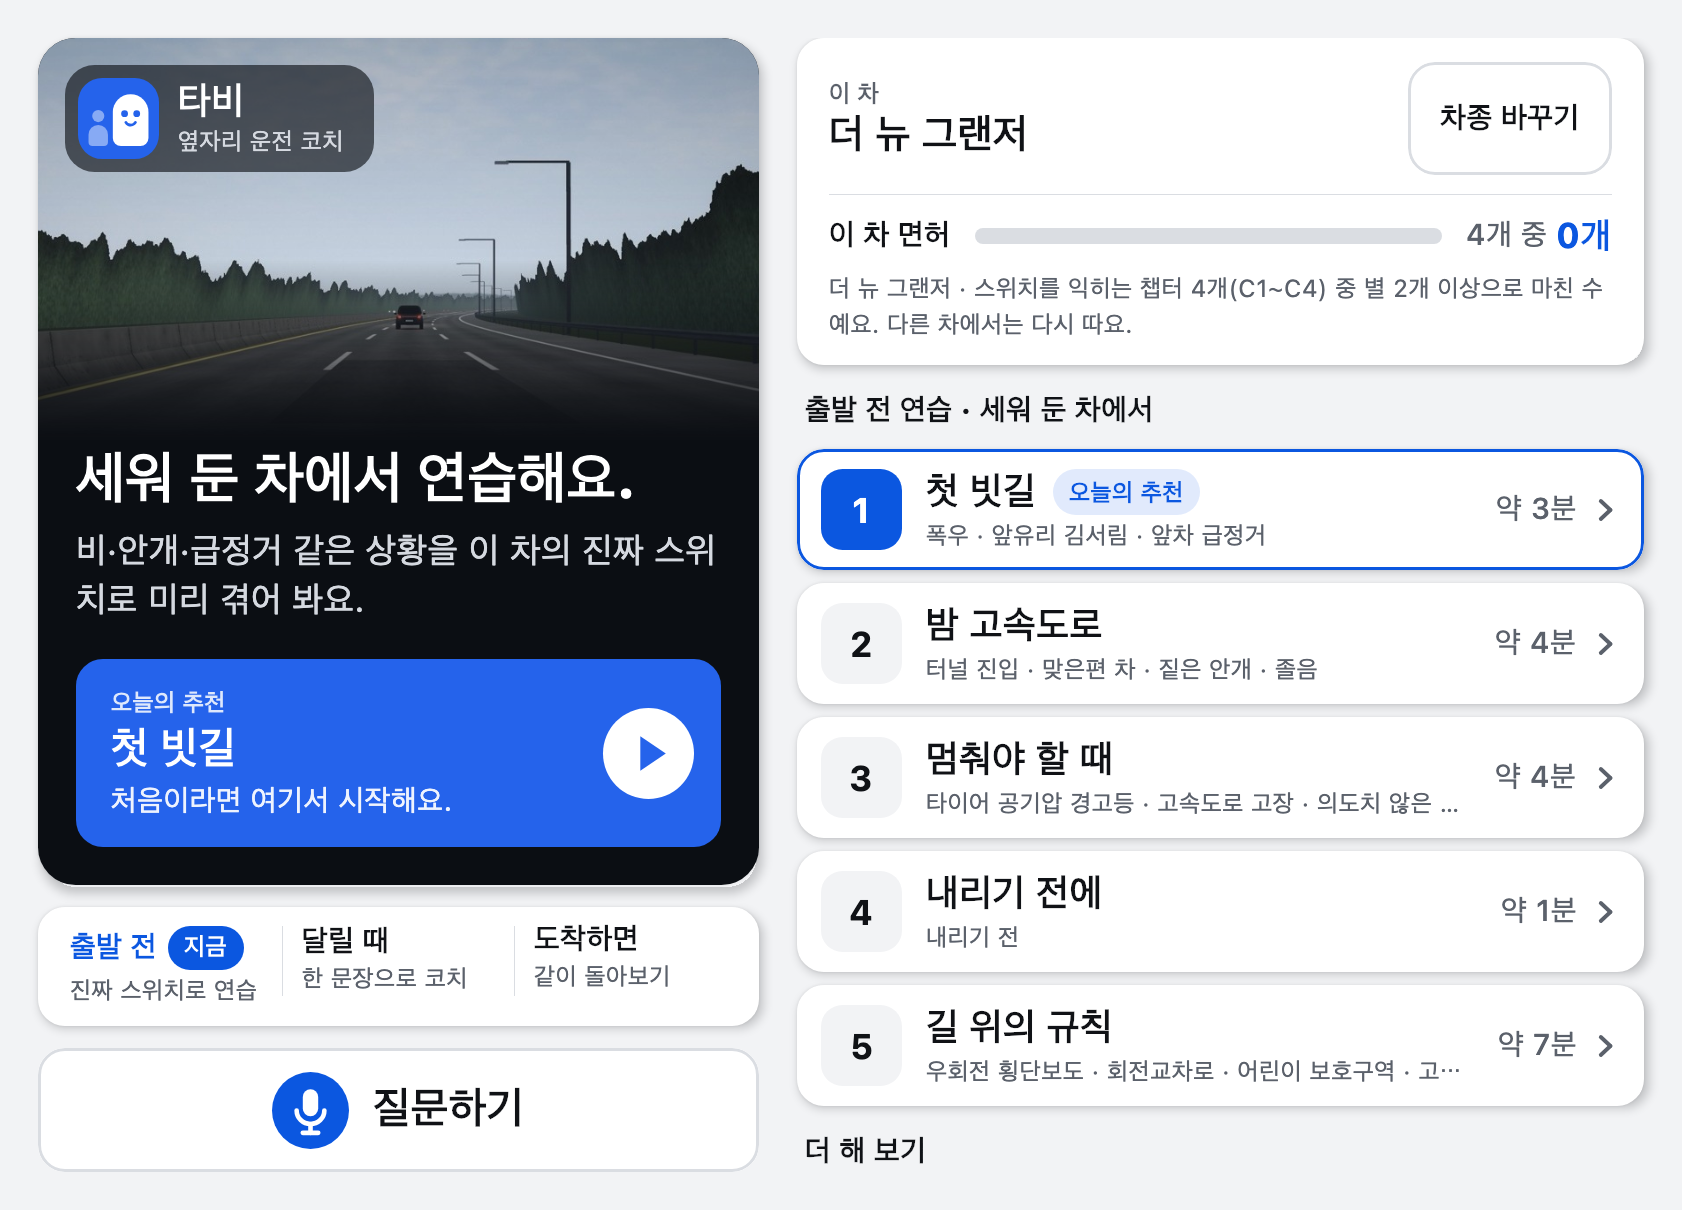 타비
옆자리 운전 코치
세워 둔 차에서 연습해요.
비·안개·급정거 같은 상황을 이 차의 진짜 스위
치로 미리 겪어 봐요.
오늘의 추천
첫 빗길
처음이라면 여기서 시작해요.
출발 전 지금
진짜 스위치로 연습
달릴 때
한 문장으로 코치
도착하면
같이 돌아보기
질문하기
이 차
더 뉴 그랜저
차종 바꾸기
이 차 면허
4개 중 0개
더 뉴 그랜저 · 스위치를 익히는 챕터 4개(C1~C4) 중 별 2개 이상으로 마친 수
예요. 다른 차에서는 다시 따요.
출발 전 연습 · 세워 둔 차에서
1
첫 빗길 오늘의 추천
폭우 · 앞유리 김서림 · 앞차 급정거
약 3분
2
밤 고속도로
터널 진입 · 맞은편 차 · 짙은 안개 · 졸음
약 4분
3
멈춰야 할 때
타이어 공기압 경고등 · 고속도로 고장 · 의도치 않은 ...
약 4분
4
내리기 전에
내리기 전
약 1분
5
길 위의 규칙
우회전 횡단보도 · 회전교차로 · 어린이 보호구역 · 고···
약 7분
더 해 보기